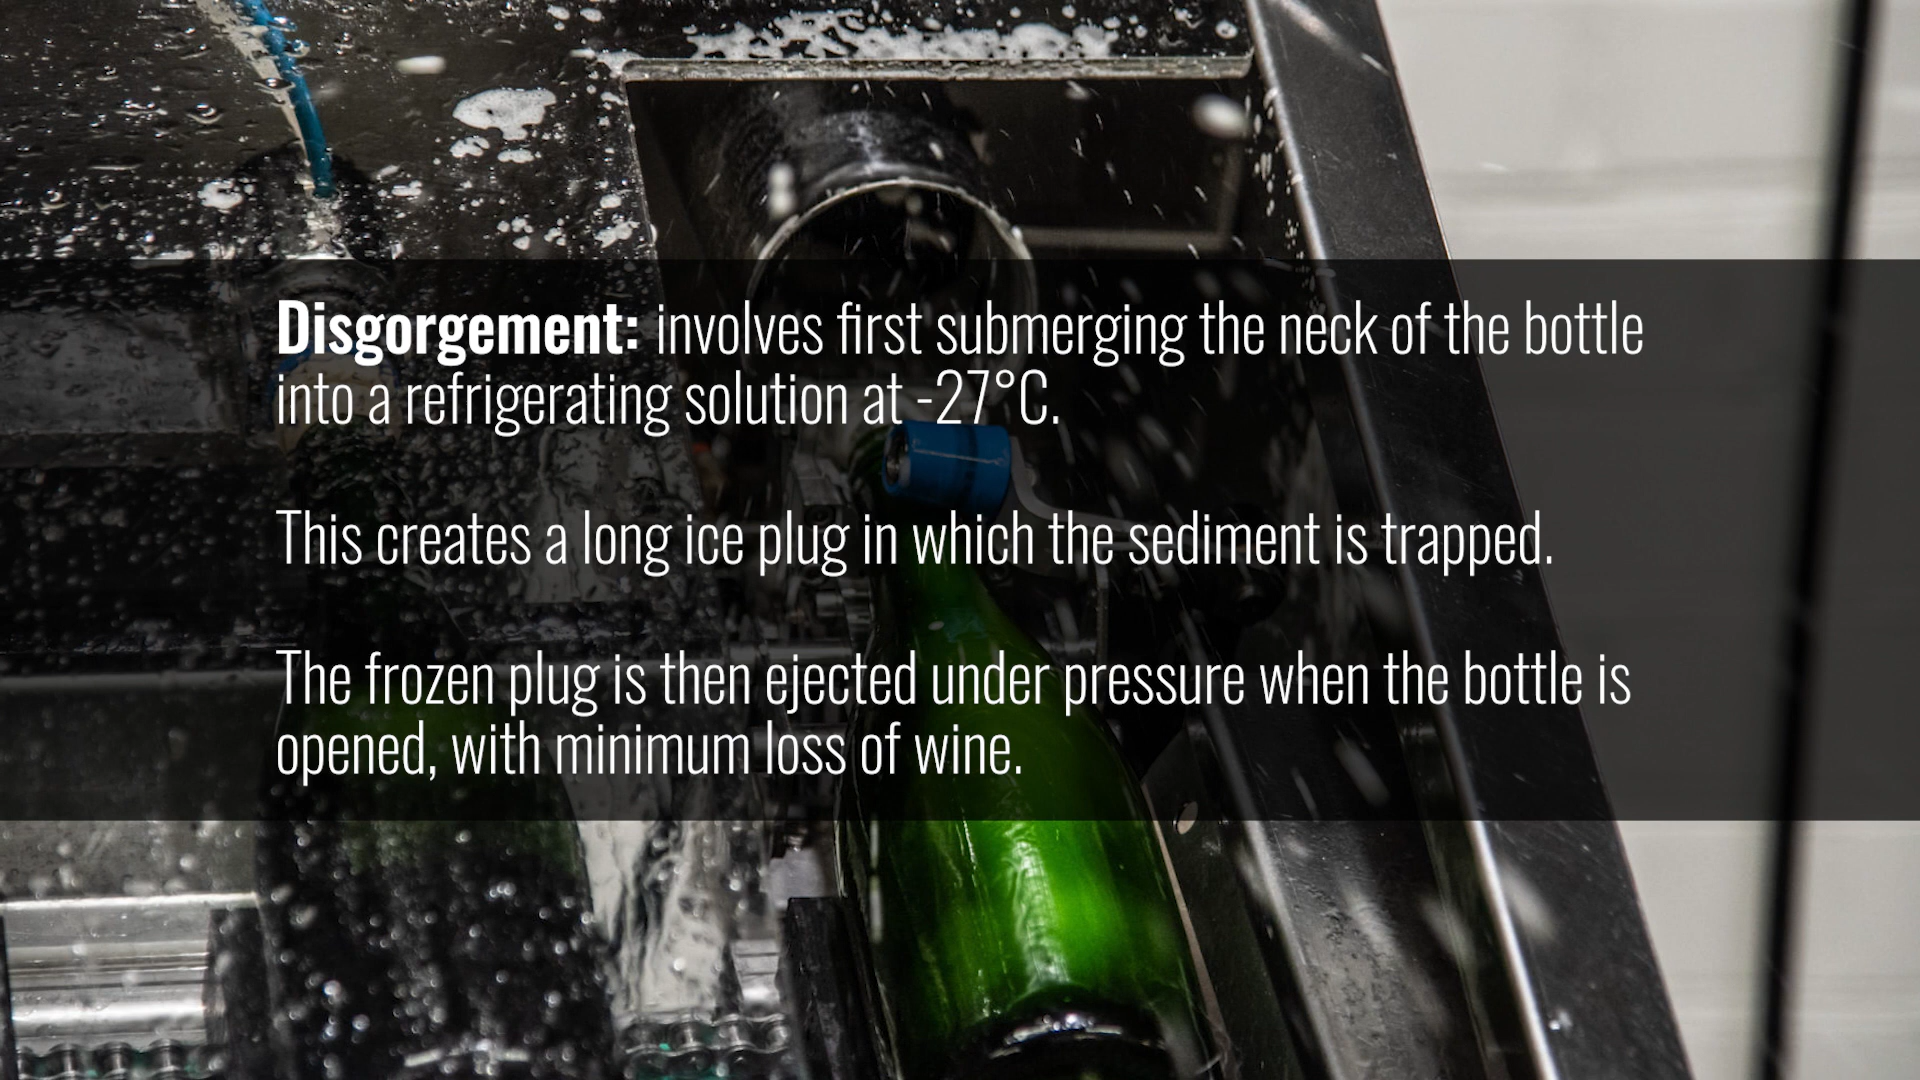 Disgorgement: involves first submerging the neck of the bottle
into a refrigerating solution at -27°C.
This creates a long ice plug in which the sediment is trapped.
The frozen plug is then ejected under pressure when the bottle is
opened, with minimum loss of wine.